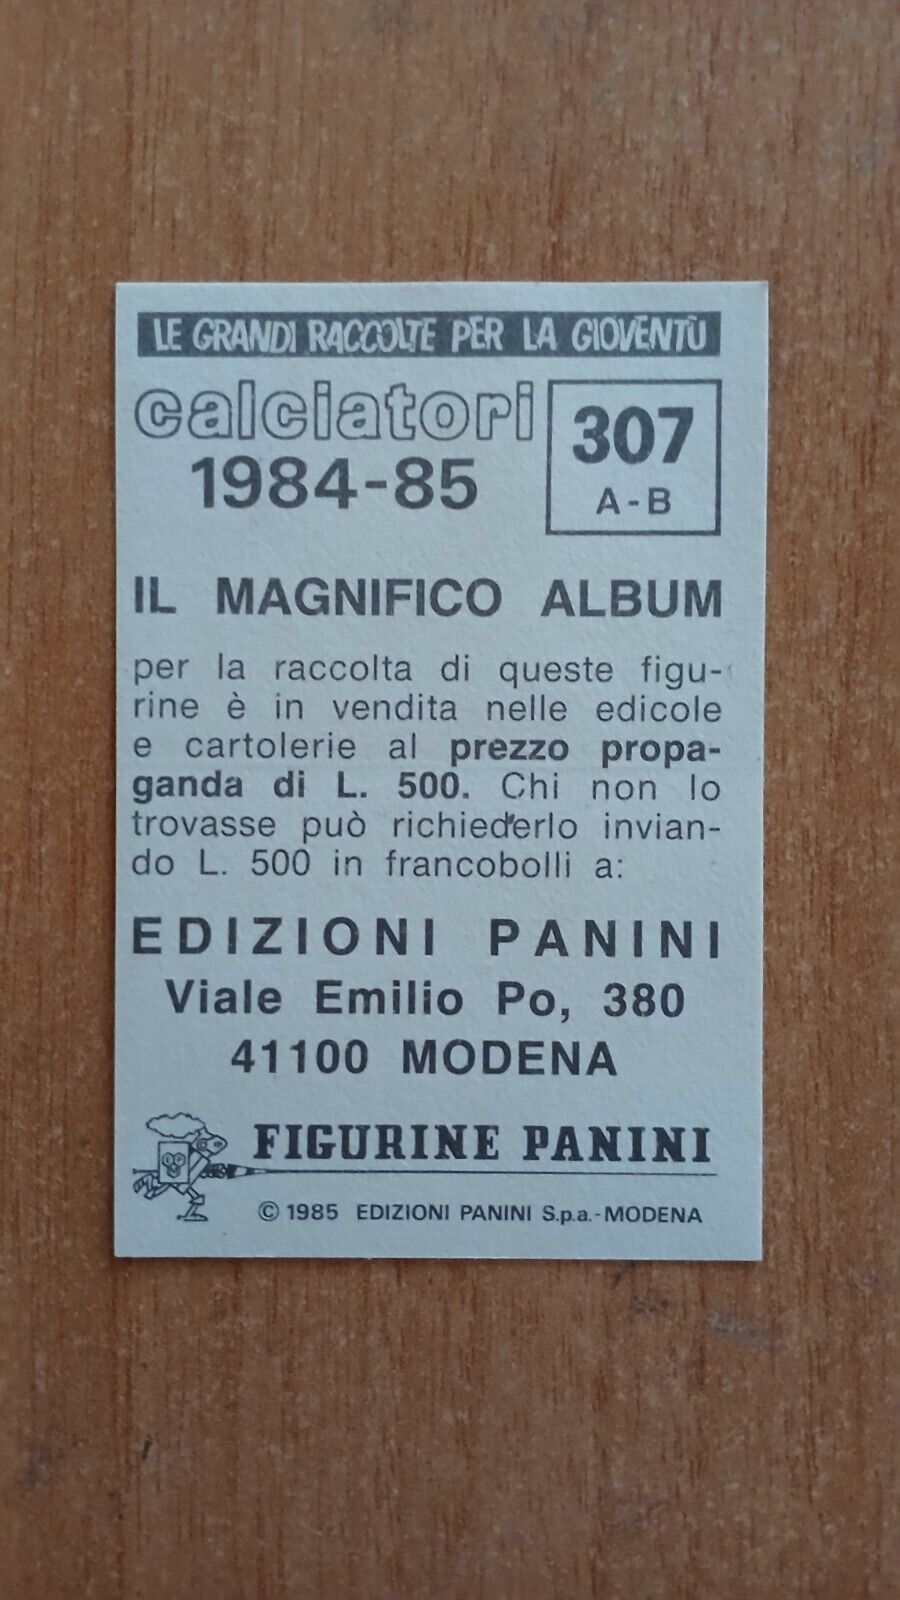 LE GRANDI RACCOLTE PER LA GIOVENTÙ
calciatori
1984-85
307
A-B
IL MAGNIFICO ALBUM
per la raccolta di queste figu-
rine è in vendita nelle edicole
e cartolerie al prezzo propa-
ganda di L. 500. Chi non lo
trovasse può richiederlo invian-
do L. 500 in francobolli a:
EDIZIONI PANINI
Viale Emilio Po, 380
41100 MODENA
FIGURINE PANINI
© 1985 EDIZIONI PANINI S.p.a.-MODENA